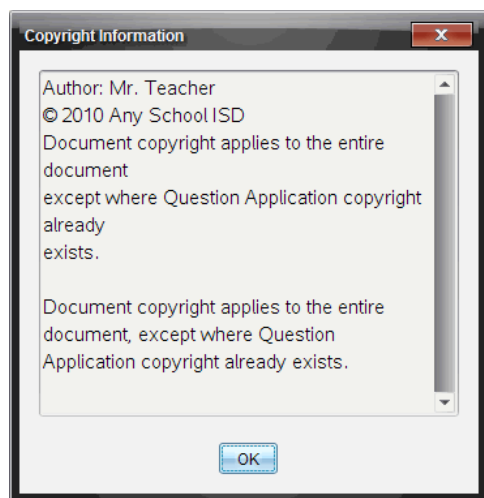 Copyright Information
Author: Mr. Teacher
© 2010 Any School ISD
Document copyright applies to the entire
document
except where Question Application copyright
already
exists.
Document copyright applies to the entire
document, except where Question
Application copyright already exists.
OK